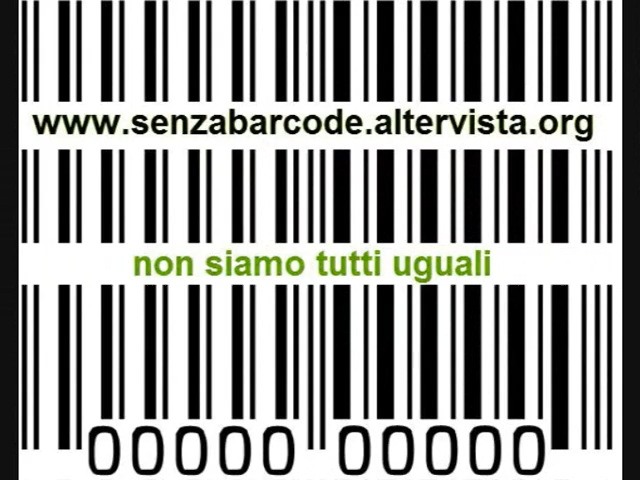 www.senzabarcode.altervista.org
non siamo tutti uguali
00000 00000